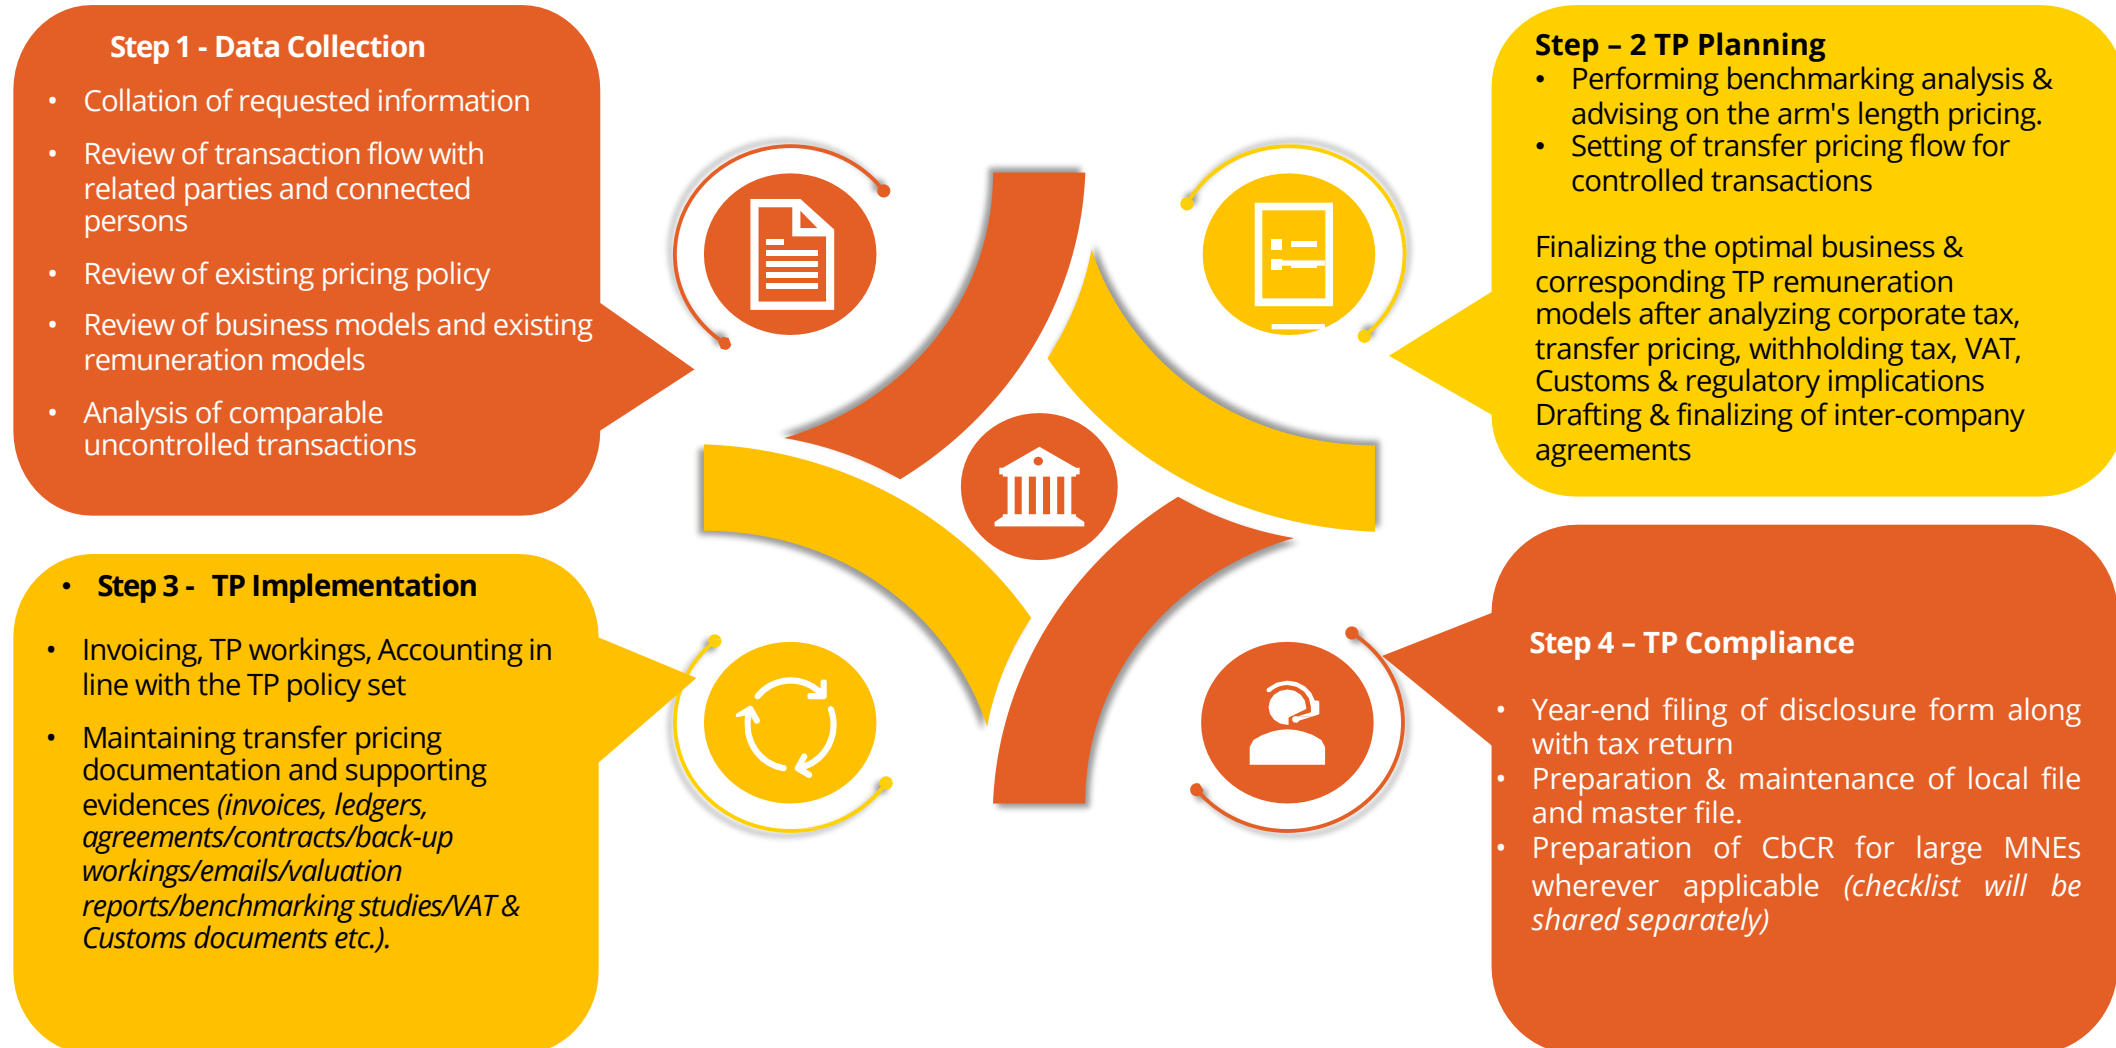 Step 1 - Data Collection
• Collation of requested information
• Review of transaction flow with
related parties and connected
persons
• Review of existing pricing policy
• Review of business models and existing
remuneration models
• Analysis of comparable
uncontrolled transactions
Step – 2 TP Planning
• Performing benchmarking analysis &
advising on the arm's length pricing.
• Setting of transfer pricing flow for
controlled transactions
Finalizing the optimal business &
corresponding TP remuneration
models after analyzing corporate tax,
transfer pricing, withholding tax, VAT,
Customs & regulatory implications
Drafting & finalizing of inter-company
agreements
• Step 3 - TP Implementation
• Invoicing, TP workings, Accounting in
line with the TP policy set
• Maintaining transfer pricing
documentation and supporting
evidences (invoices, ledgers,
agreements/contracts/back-up
workings/emails/valuation
reports/benchmarking studies/VAT &
Customs documents etc.).
Step 4 – TP Compliance
• Year-end filing of disclosure form along
with tax return
• Preparation & maintenance of local file
and master file.
• Preparation of CbCR for large MNEs
wherever applicable (checklist will be
shared separately)